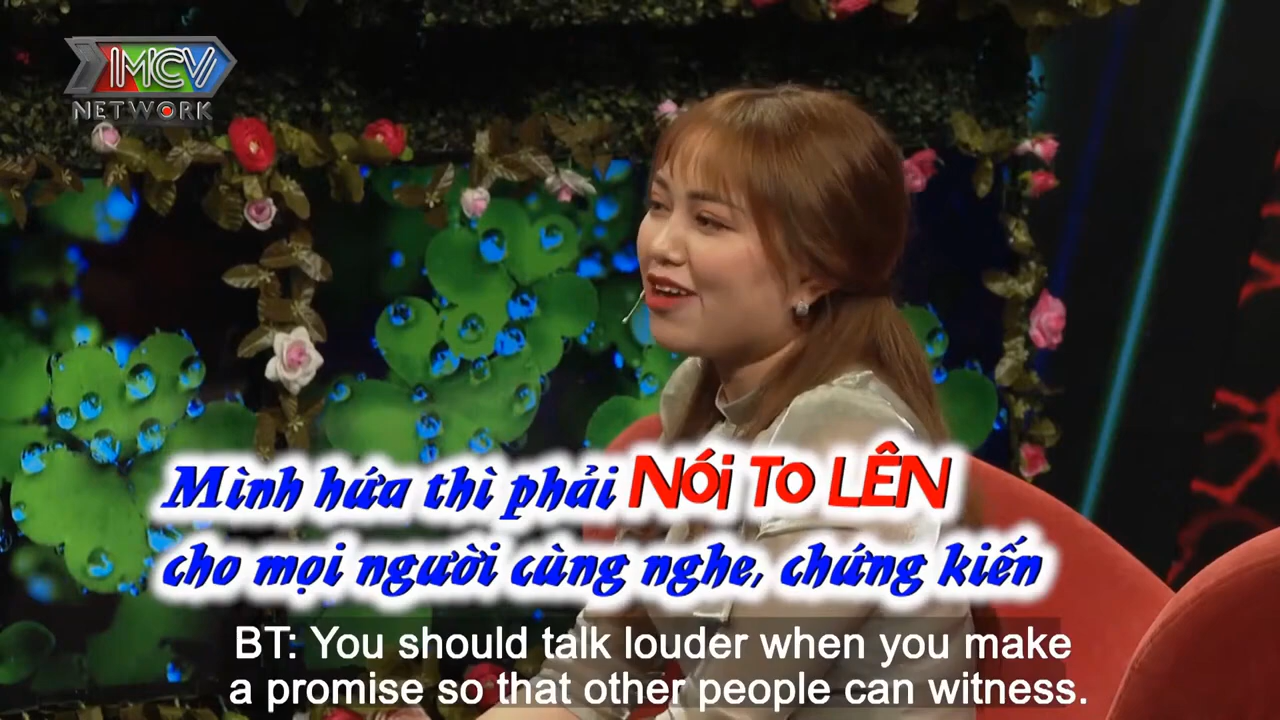 MCV
NETWORK
Mình hứa thì phải NÓI TO LÊN
cho mọi người cùng nghe, chứng kiến
BT: You should talk louder when you make
a promise so that other people can witness.